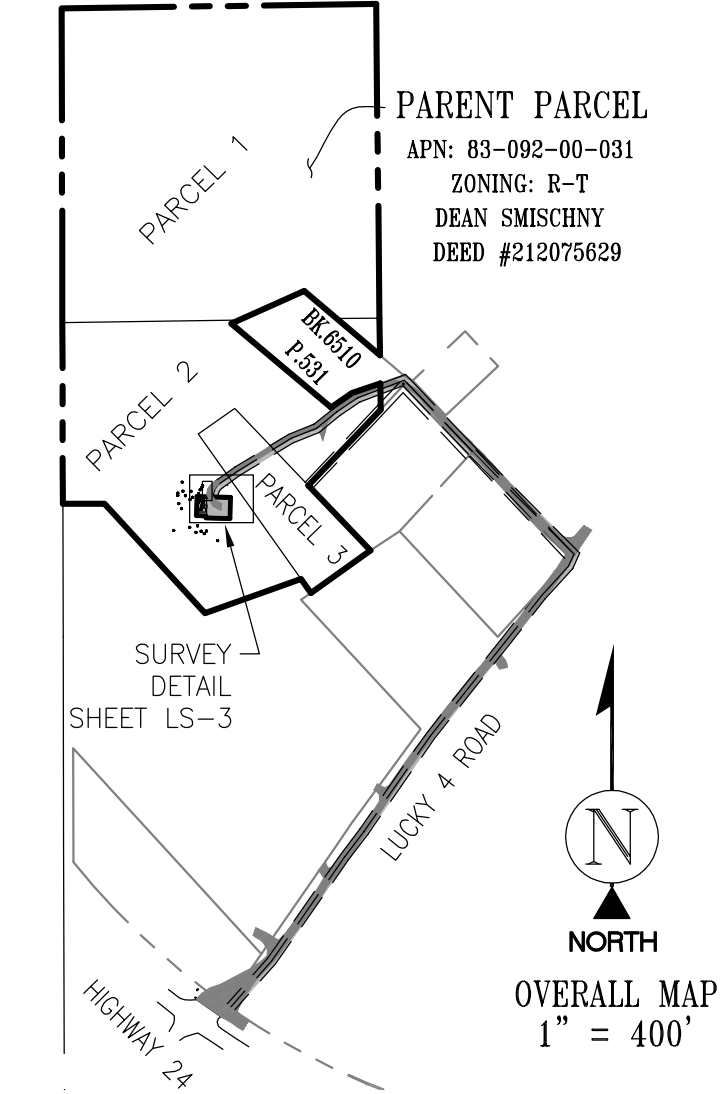 PARENT PARCEL
APN: 83-092-00-031
ZONING: R-T
DEAN SMISCHNY
DEED #212075629
PARCEL 1
BK.6510
P.531
PARCEL 2
PARCEL 3
SURVEY
DETAIL
SHEET LS-3
LUCKY 4 ROAD
N
NORTH
HIGHWAY 24
OVERALL MAP
1" = 400'